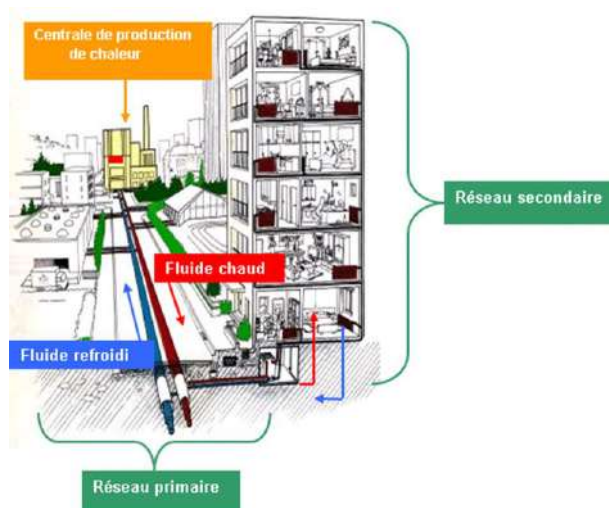 Centrale de production
de chaleur
Réseau secondaire
Fluide chaud
Fluide refroidi
Réseau primaire